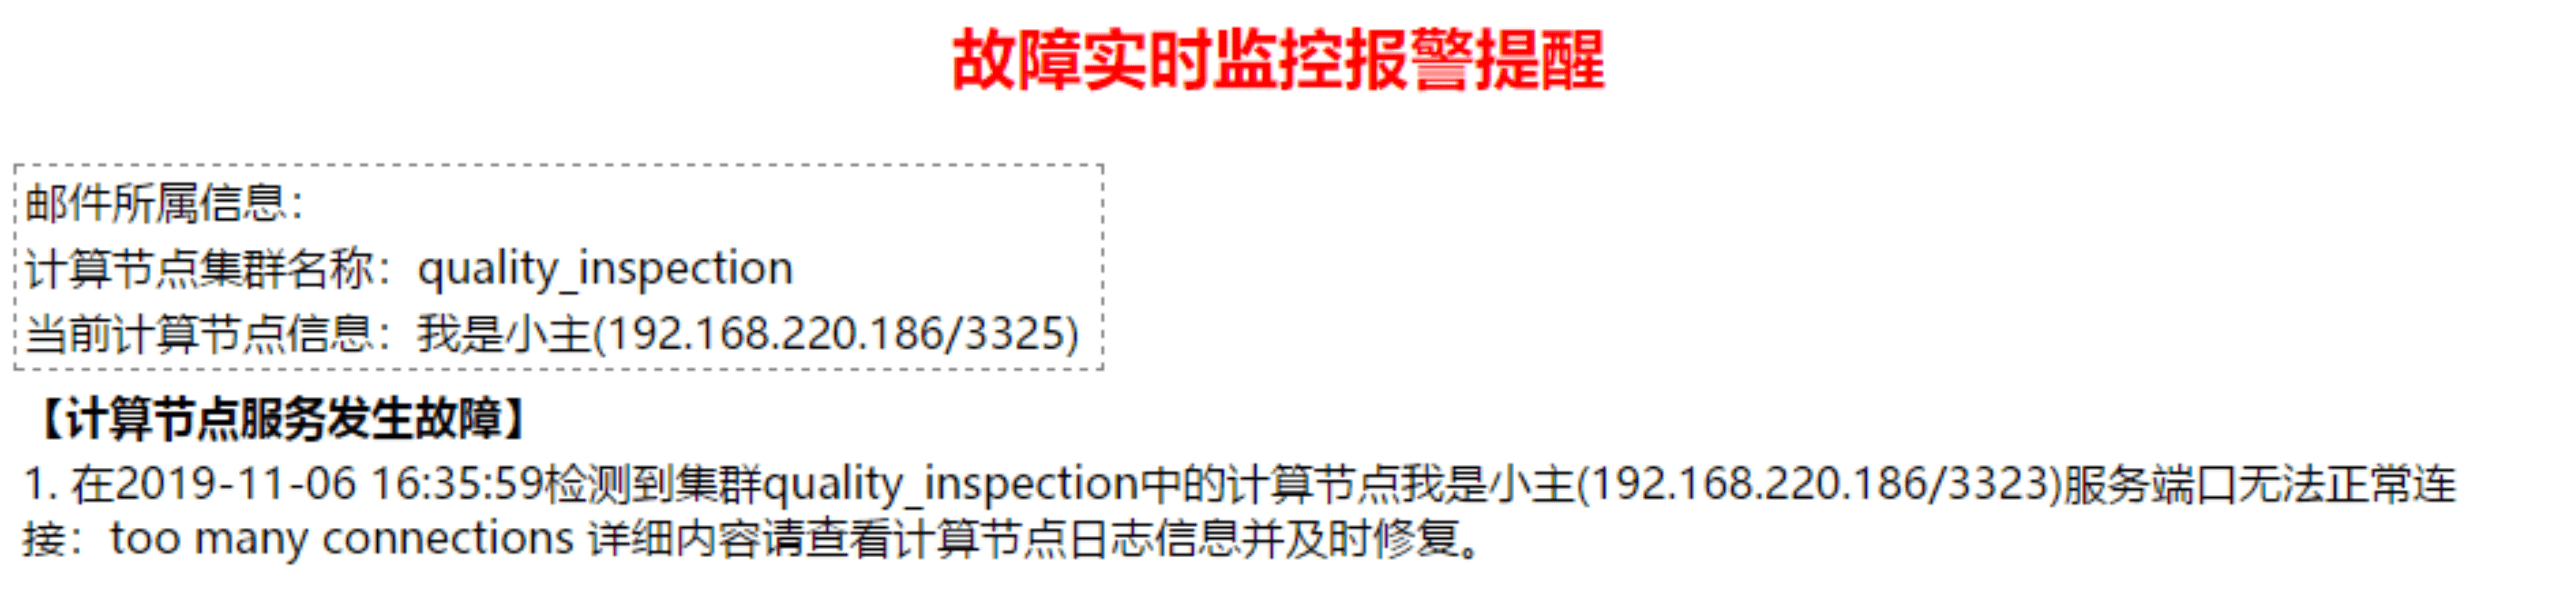 故障实时监控报警提醒
邮件所属信息：
计算节点集群名称：quality_inspection
当前计算节点信息：我是小主(192.168.220.186/3325)
【计算节点服务发生故障】
1. 在2019-11-06 16:35:59检测到集群quality_inspection中的计算节点我是小主(192.168.220.186/3323)服务端口无法正常连
接：too many connections 详细内容请查看计算节点日志信息并及时修复。